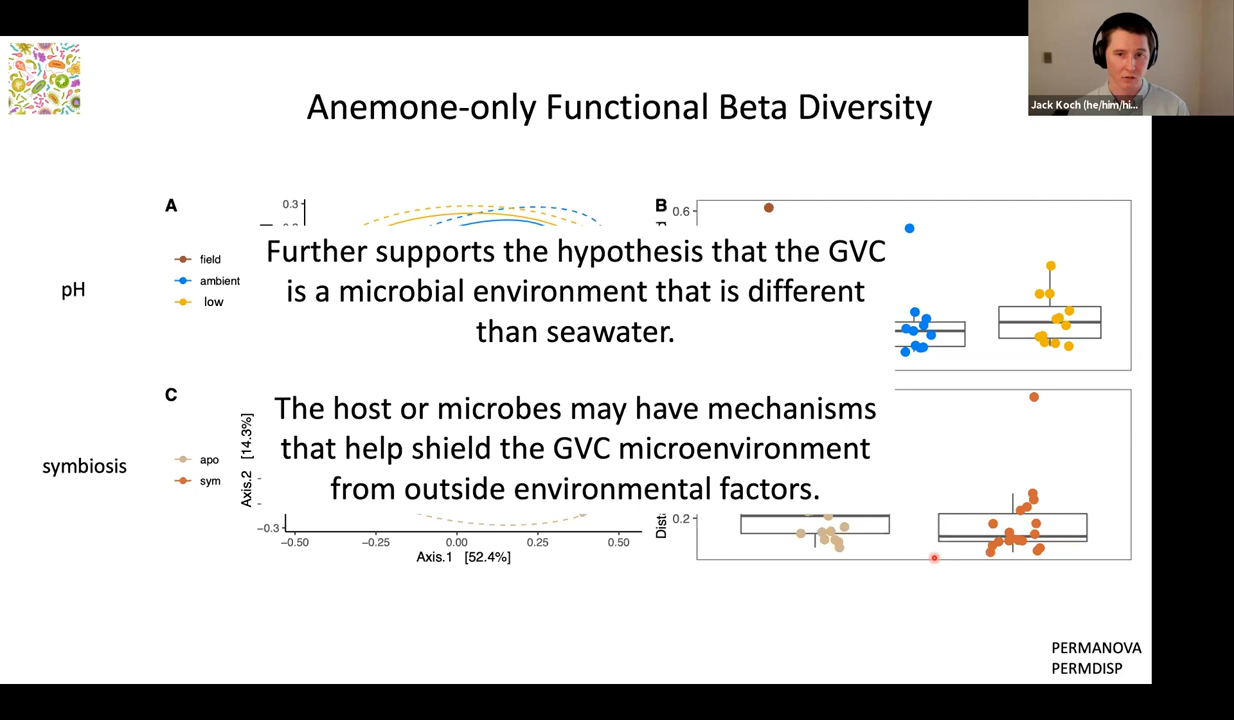 Jack Koch (he/him/hi...
Anemone-only Functional Beta Diversity
A
0.3
B
0.6
field
ambient
low
pH
Further supports the hypothesis that the GVC
is a microbial environment that is different
than seawater.
C
symbiosis
apo
sym
Axis.2 [14.3%]
The host or microbes may have mechanisms
that help shield the GVC microenvironment
from outside environmental factors.
−0.3
−0.50
−0.25
0.00
0.25
0.50
Axis.1 [52.4%]
0.2
PERMANOVA
PERMDISP